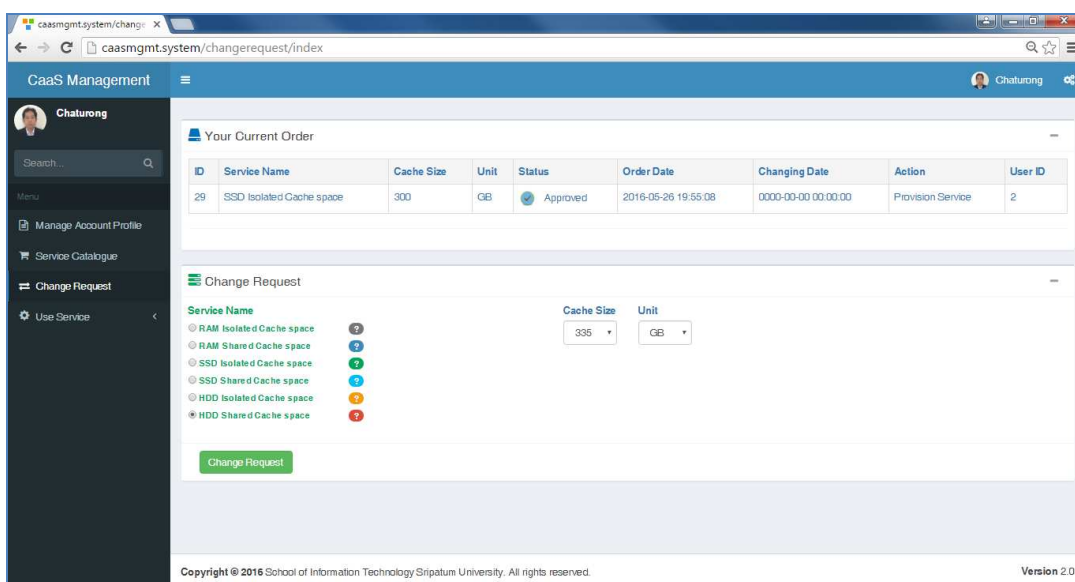 caasmgmt.system/change
caasmgmt.system/changerequest/index
CaaS Management
Chaturong
Chaturong
Search...
Menu
Manage Account Profile
Service Catalogue
Change Request
Use Service
Your Current Order
ID Service Name Cache Size Unit Status Order Date Changing Date Action User ID
29 SSD Isolated Cache space 300 GB Approved 2016-05-26 19:55:08 0000-00-00 00:00:00 Provision Service 2
Change Request
Service Name Cache Size Unit
RAM Isolated Cache space ? 335 GB
RAM Shared Cache space ?
SSD Isolated Cache space ?
SSD Shared Cache space ?
HDD Isolated Cache space ?
HDD Shared Cache space ?
Change Request
Copyright © 2016 School of Information Technology Sripatum University. All rights reserved. Version 2.0